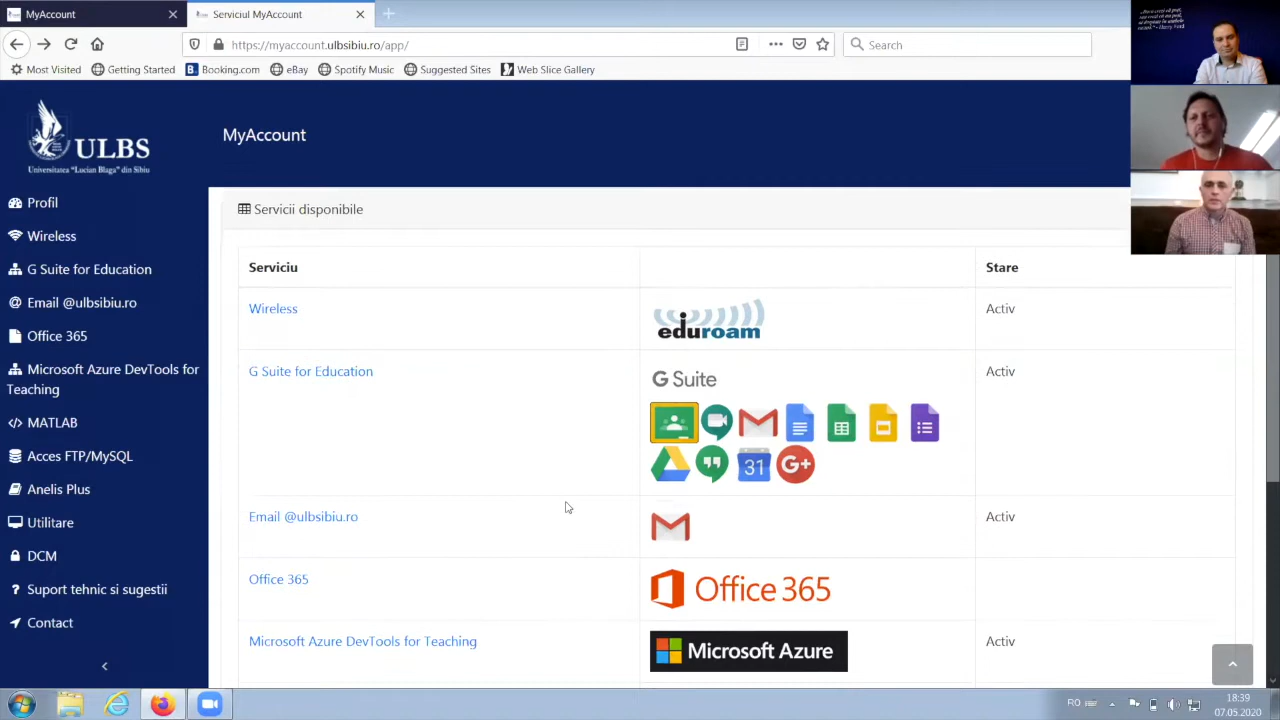 MyAccount
Serviciul MyAccount
https://myaccount.ulbsibiu.ro/app/
Search
Most Visited
Getting Started
Booking.com
eBay
Spotify Music
Suggested Sites
Web Slice Gallery
ULBS
Universitatea "Lucian Blaga" din Sibiu
MyAccount
Profil
Wireless
G Suite for Education
Email @ulbsibiu.ro
Office 365
Microsoft Azure DevTools for
Teaching
MATLAB
Acces FTP/MySQL
Anelis Plus
Utilitare
DCM
Suport tehnic si sugestii
Contact
Servicii disponibile
Serviciu
Stare
Wireless
eduroam
Activ
G Suite for Education
G Suite
Activ
31
G+
Email @ulbsibiu.ro
Activ
Office 365
Office 365
Microsoft Azure DevTools for Teaching
Microsoft Azure
Activ
RO
18:39
07.05.2020